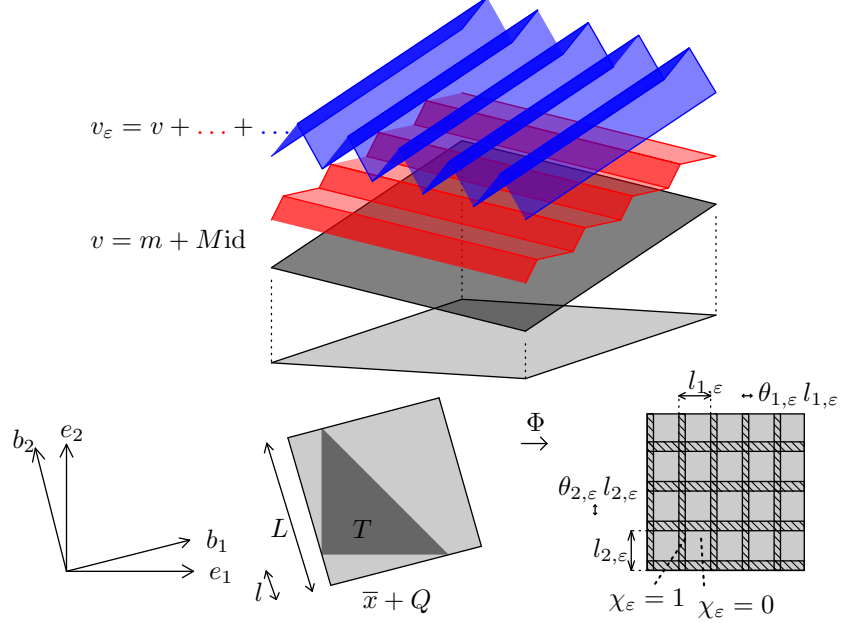 v_ε = v + … + …
v = m + Mid
l_{1,ε}
θ_{1,ε} l_{1,ε}
Φ
b_2
e_2
θ_{2,ε} l_{2,ε}
L
T
b_1
l_{2,ε}
e_1
l
x̅ + Q
χ_ε = 1
χ_ε = 0